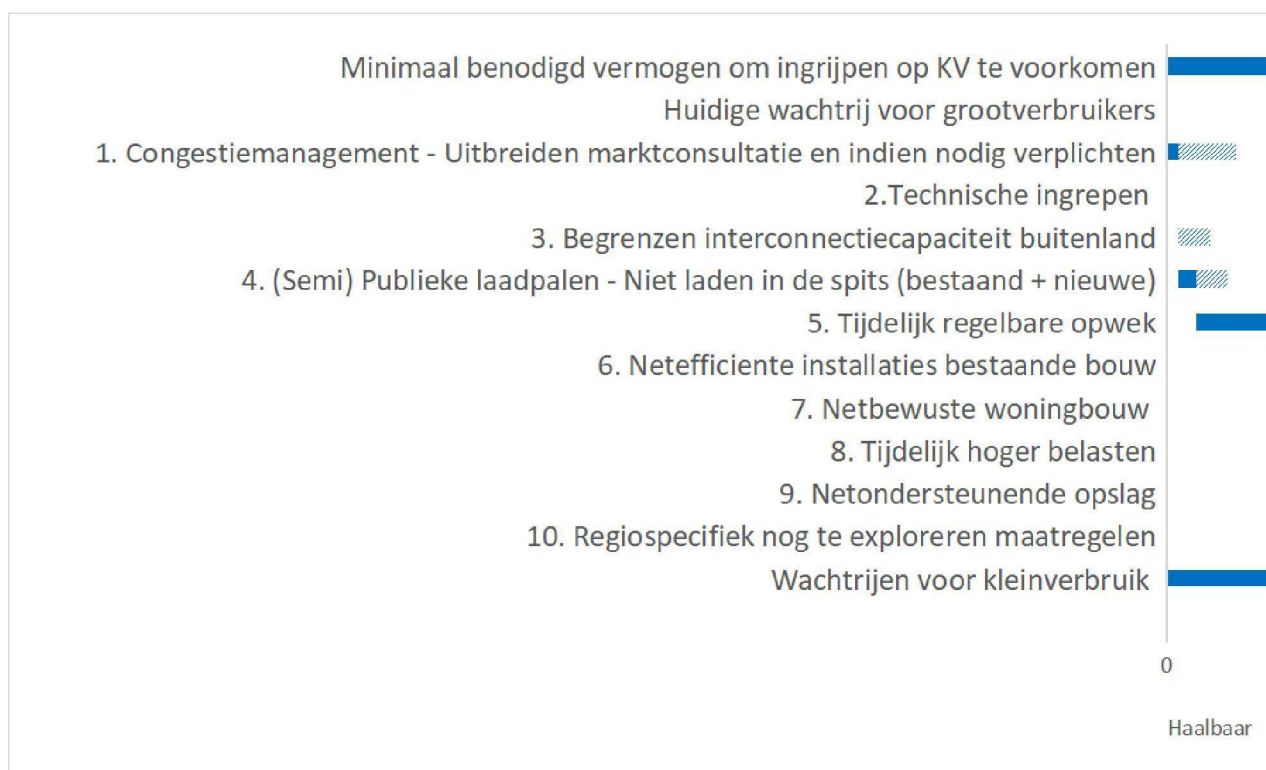 Minimaal benodigd vermogen om ingrijpen op KV te voorkomen
Huidige wachtrij voor grootverbruikers
1. Congestiemanagement - Uitbreiden marktconsultatie en indien nodig verplichten
2.Technische ingrepen
3. Begrenzen interconnectiecapaciteit buitenland
4. (Semi) Publieke laadpalen - Niet laden in de spits (bestaand + nieuwe)
5. Tijdelijk regelbare opwek
6. Netefficiente installaties bestaande bouw
7. Netbewuste woningbouw
8. Tijdelijk hoger belasten
9. Netondersteunende opslag
10. Regiospecifiek nog te exploreren maatregelen
Wachtrijen voor kleinverbruik
0
Haalbaar